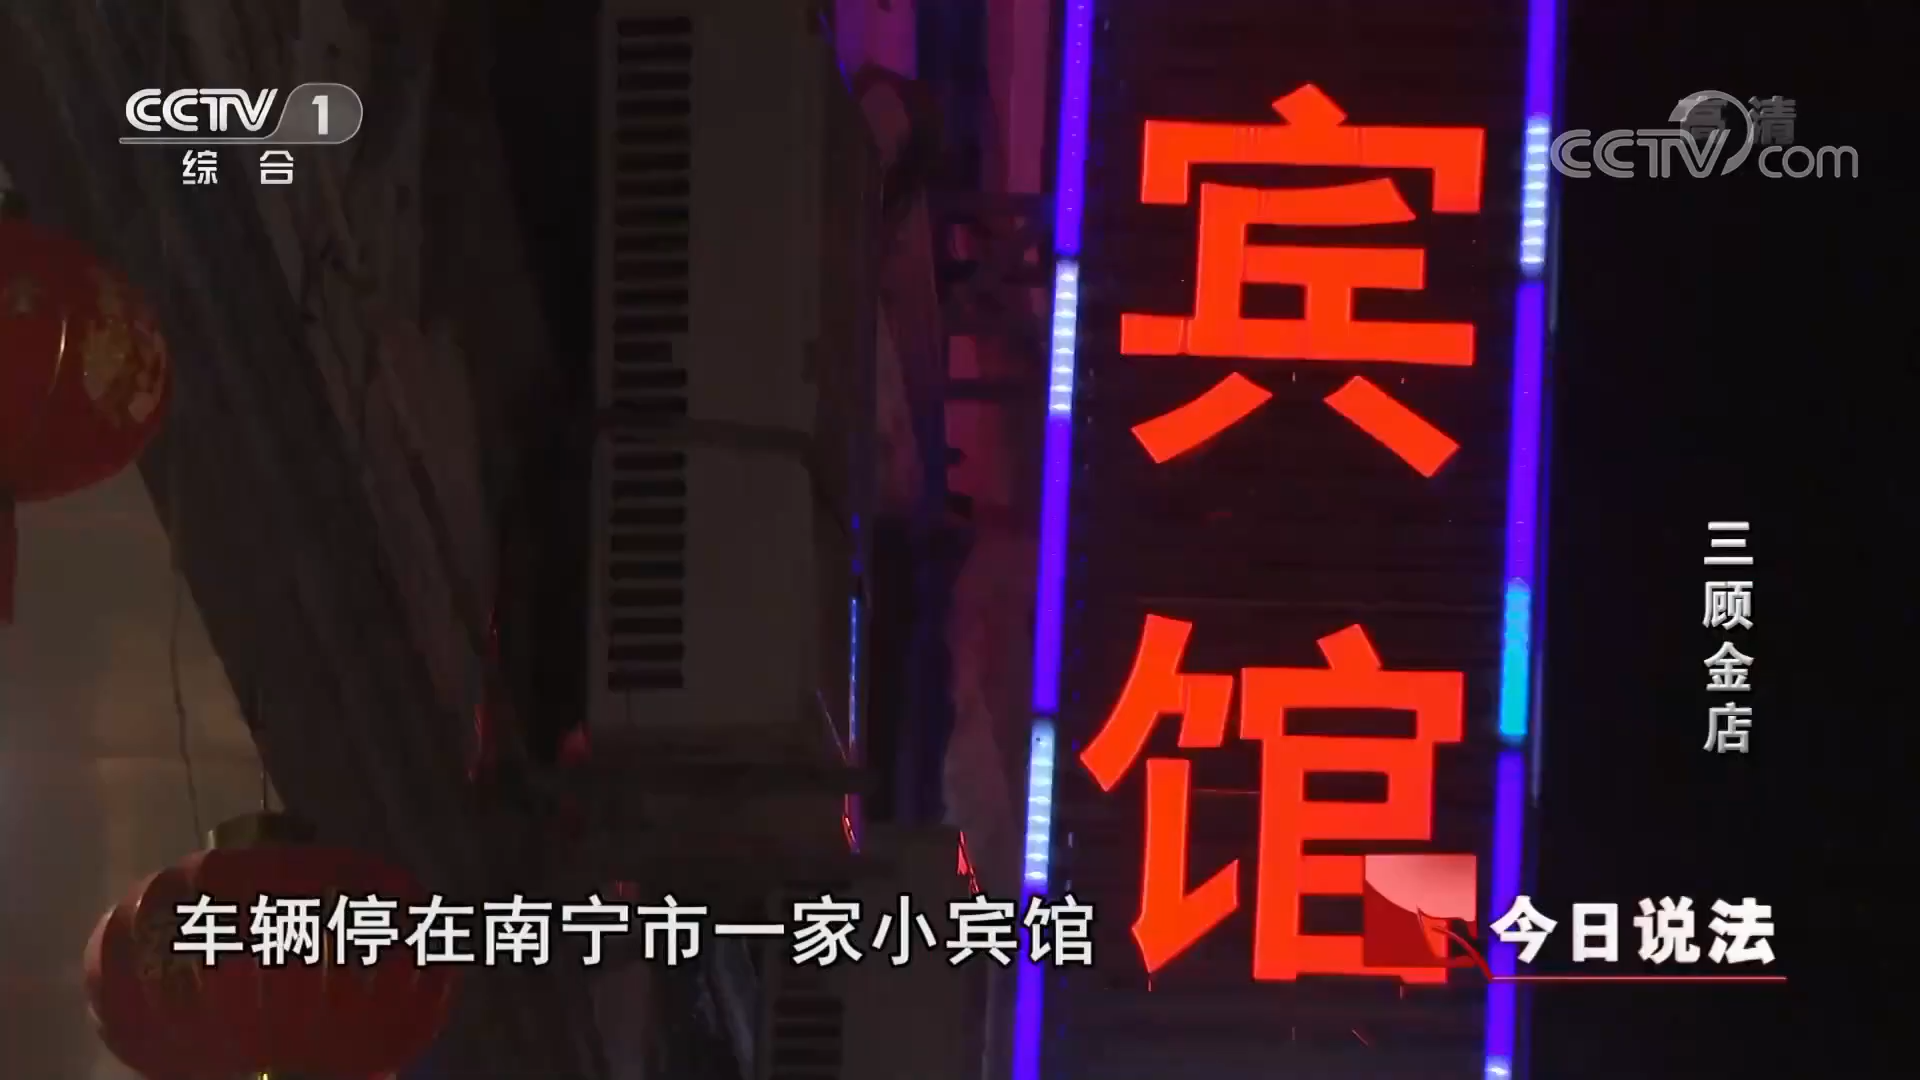 CCTV 1
综合
高清
CCTV.com
宾馆
三顾金店
车辆停在南宁市一家小宾馆
今日说法